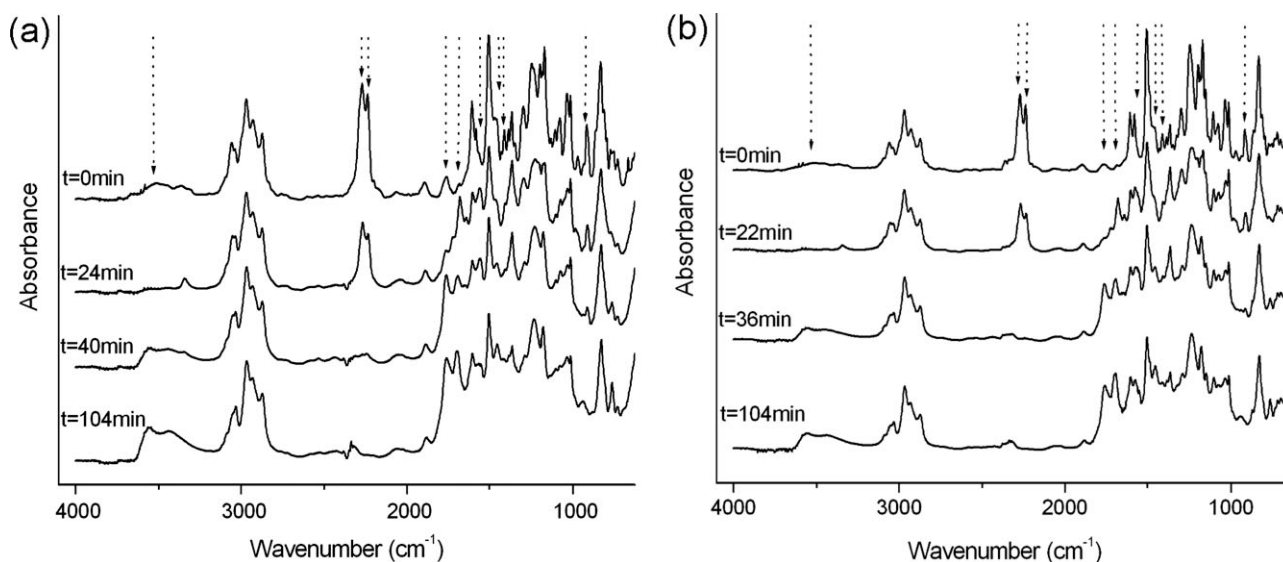 (a)
Absorbance
t=0min
t=24min
t=40min
t=104min
4000 3000 2000 1000
Wavenumber (cm⁻¹)
(b)
Absorbance
t=0min
t=22min
t=36min
t=104min
4000 3000 2000 1000
Wavenumber (cm⁻¹)